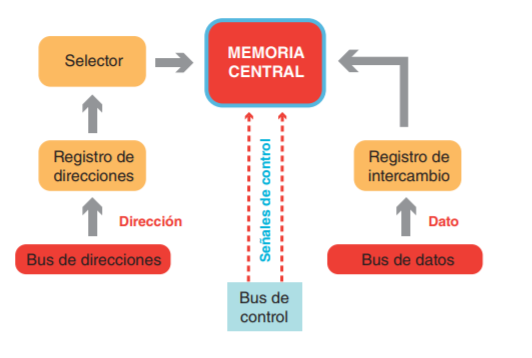 MEMORIA
CENTRAL
Selector
Registro de
direcciones
Dirección
Bus de direcciones
Señales de control
Bus de
control
Registro de
intercambio
Dato
Bus de datos